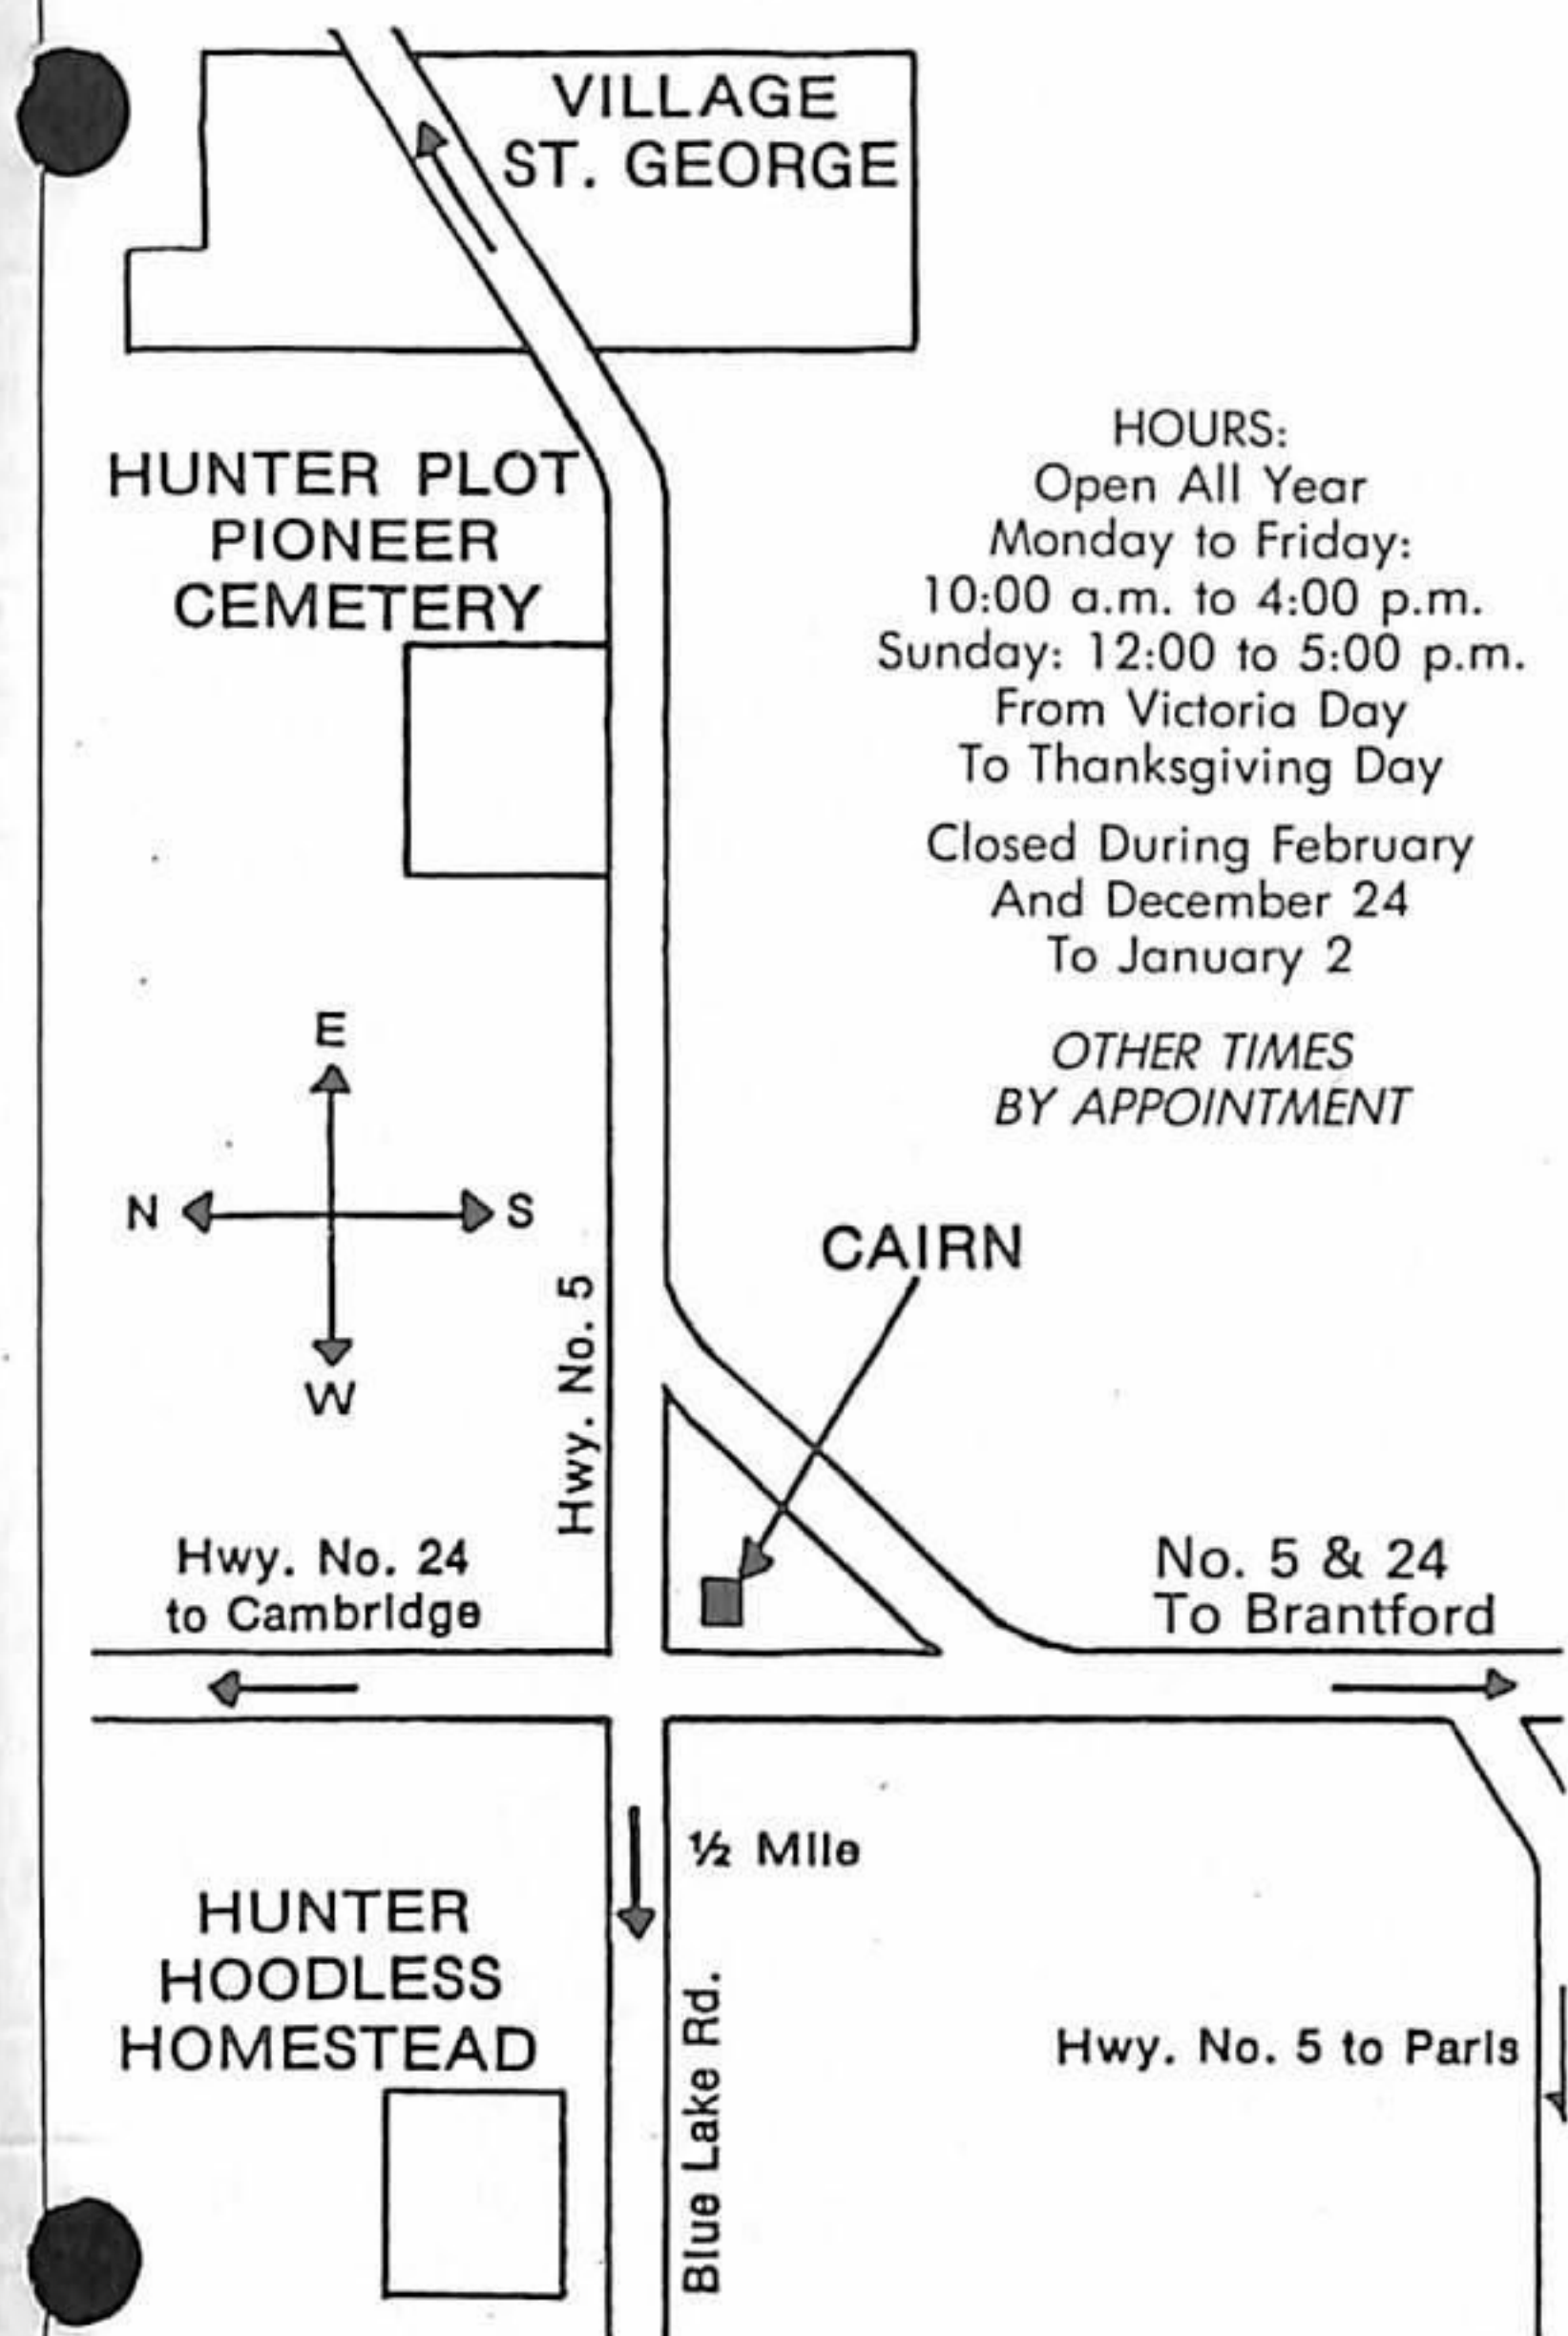 VILLAGE
ST. GEORGE
HUNTER PLOT
PIONEER
CEMETERY
HOURS:
Open All Year
Monday to Friday:
10:00 a.m. to 4:00 p.m.
Sunday: 12:00 to 5:00 p.m.
From Victoria Day
To Thanksgiving Day
Closed During February
And December 24
To January 2
OTHER TIMES
BY APPOINTMENT
E
N
S
W
CAIRN
Hwy. No. 5
Hwy. No. 24
to Cambridge
No. 5 & 24
To Brantford
½ Mile
HUNTER
HOODLESS
HOMESTEAD
Blue Lake Rd.
Hwy. No. 5 to Paris